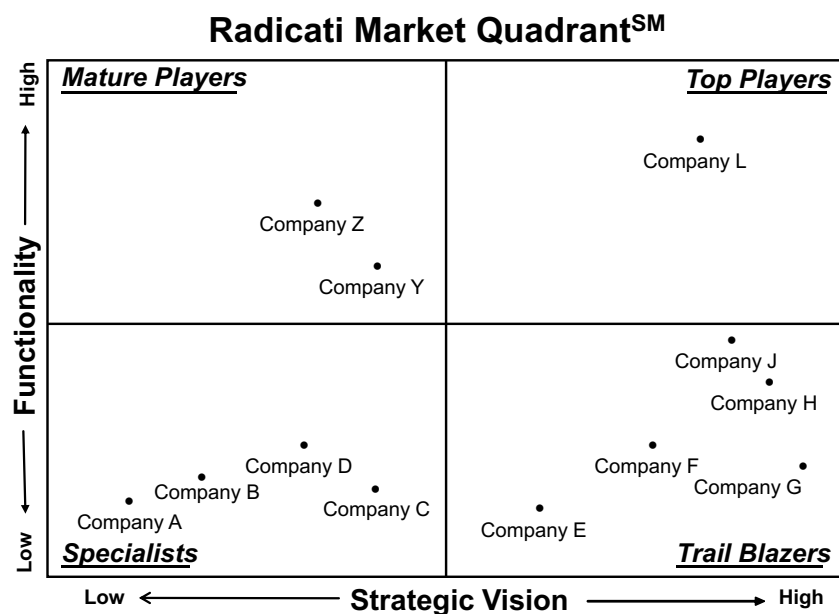 Radicati Market Quadrant℠
High
Mature Players
Top Players
Company L
Company Z
Company Y
Functionality
Company J
Company H
Company D
Company F
Company B
Company G
Company C
Company A
Company E
Low
Specialists
Trail Blazers
Low
Strategic Vision
High